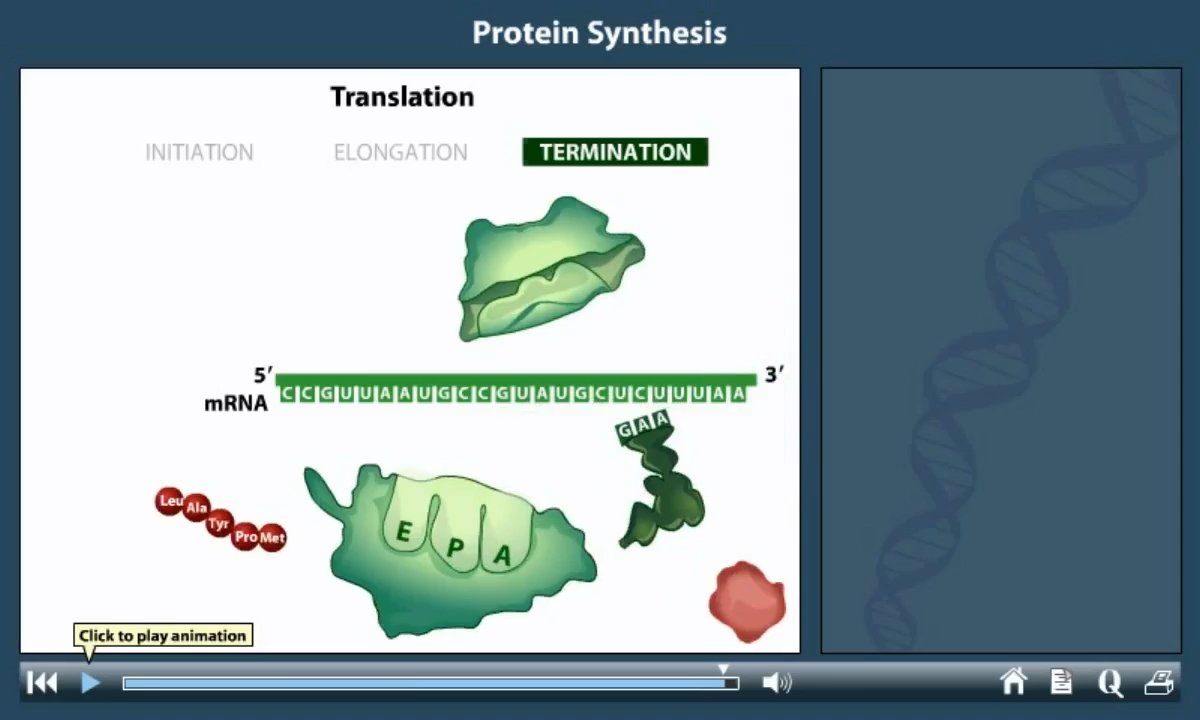 Protein Synthesis
Translation
INITIATION ELONGATION TERMINATION
5′ 3′
mRNA CCGUUAAUGCCGUAUGCUCUUUAA
GAA
Leu Ala Tyr Pro Met
E P A
Click to play animation
Q